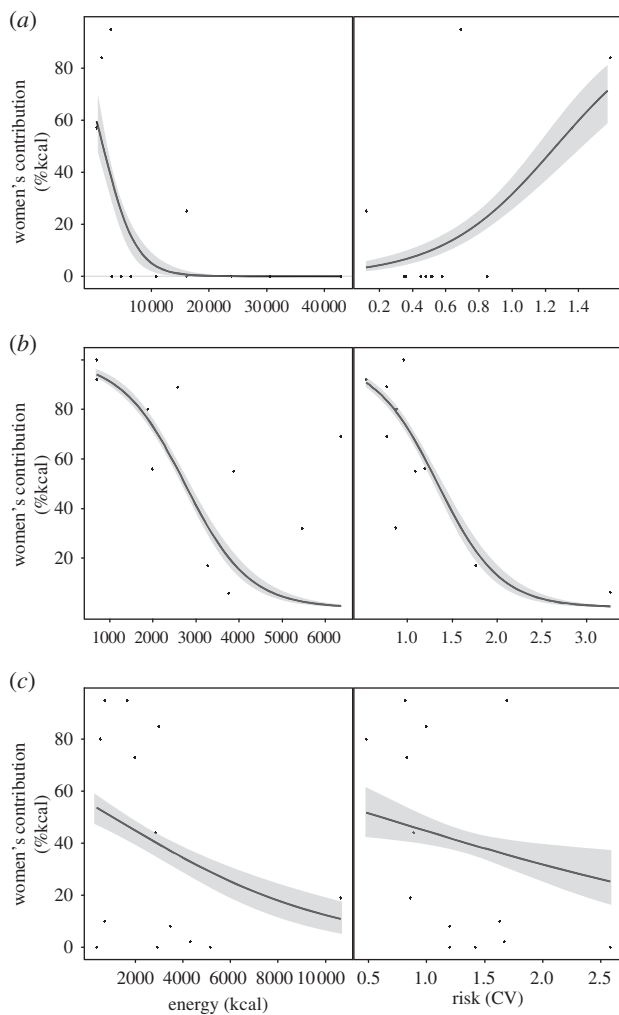 (a)
women's contribution
(%kcal)
80
60
40
20
0
10000 20000 30000 40000
0.2 0.4 0.6 0.8 1.0 1.2 1.4
(b)
women's contribution
(%kcal)
80
60
40
20
1000 2000 3000 4000 5000 6000
1.0 1.5 2.0 2.5 3.0
(c)
women's contribution
(%kcal)
80
60
40
20
0
2000 4000 6000 8000 10000
0.5 1.0 1.5 2.0 2.5
energy (kcal)
risk (CV)